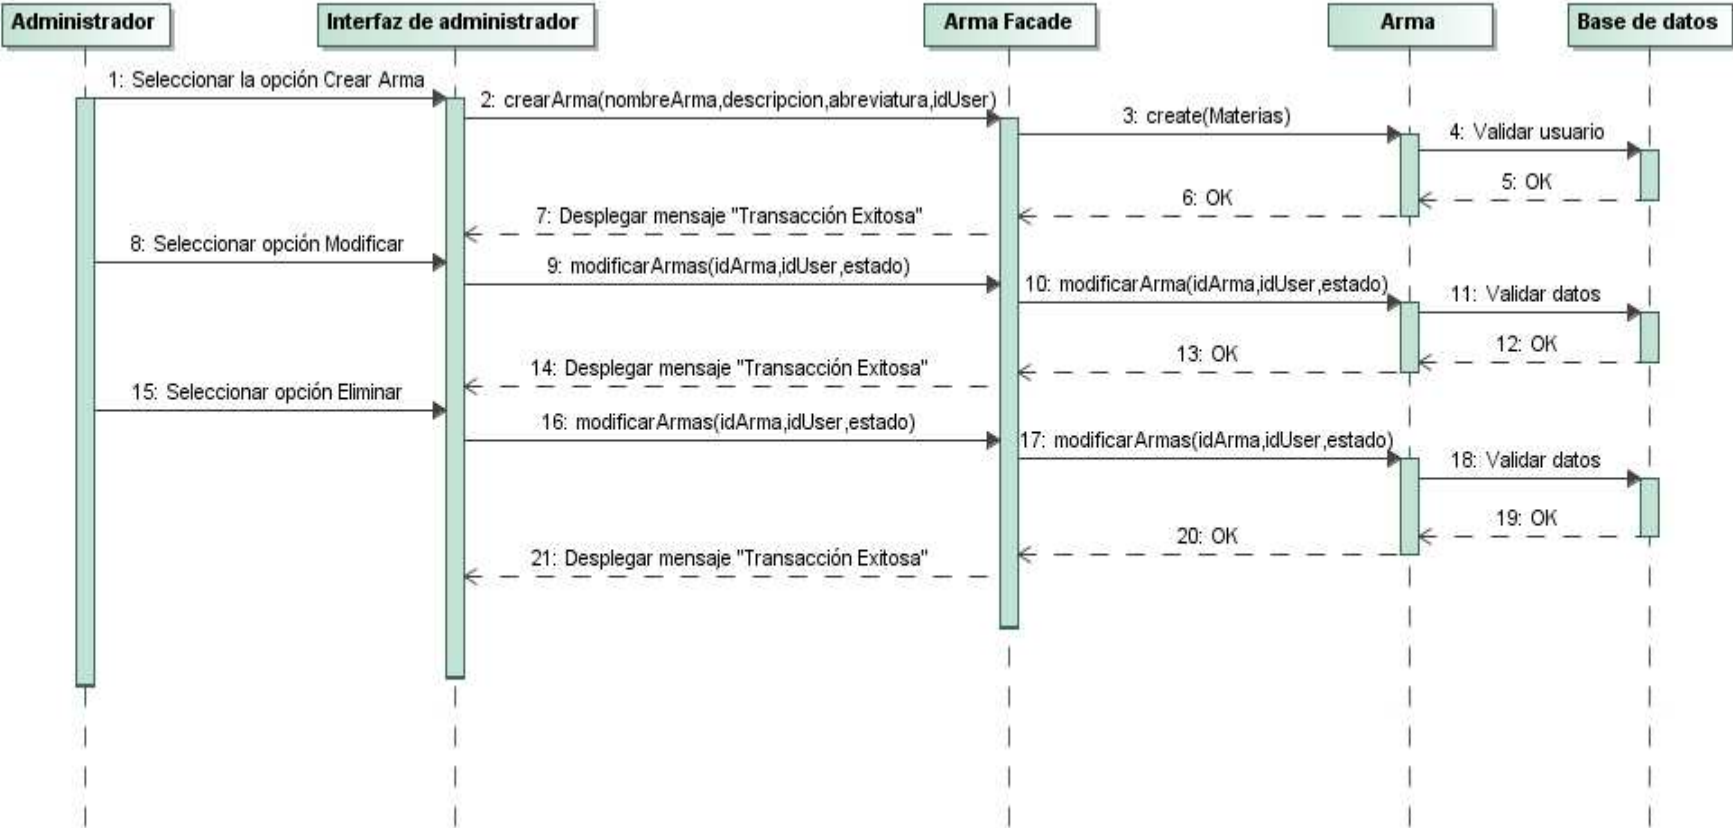 Administrador
Interfaz de administrador
Arma Facade
Arma
Base de datos
1: Seleccionar la opción Crear Arma
2: crearArma(nombreArma,descripcion,abreviatura,idUser)
3: create(Materias)
4: Validar usuario
5: OK
6: OK
7: Desplegar mensaje "Transacción Exitosa"
8: Seleccionar opción Modificar
9: modificarArmas(idArma,idUser,estado)
10: modificarArma(idArma,idUser,estado)
11: Validar datos
12: OK
13: OK
14: Desplegar mensaje "Transacción Exitosa"
15: Seleccionar opción Eliminar
16: modificarArmas(idArma,idUser,estado)
17: modificarArmas(idArma,idUser,estado)
18: Validar datos
19: OK
20: OK
21: Desplegar mensaje "Transacción Exitosa"